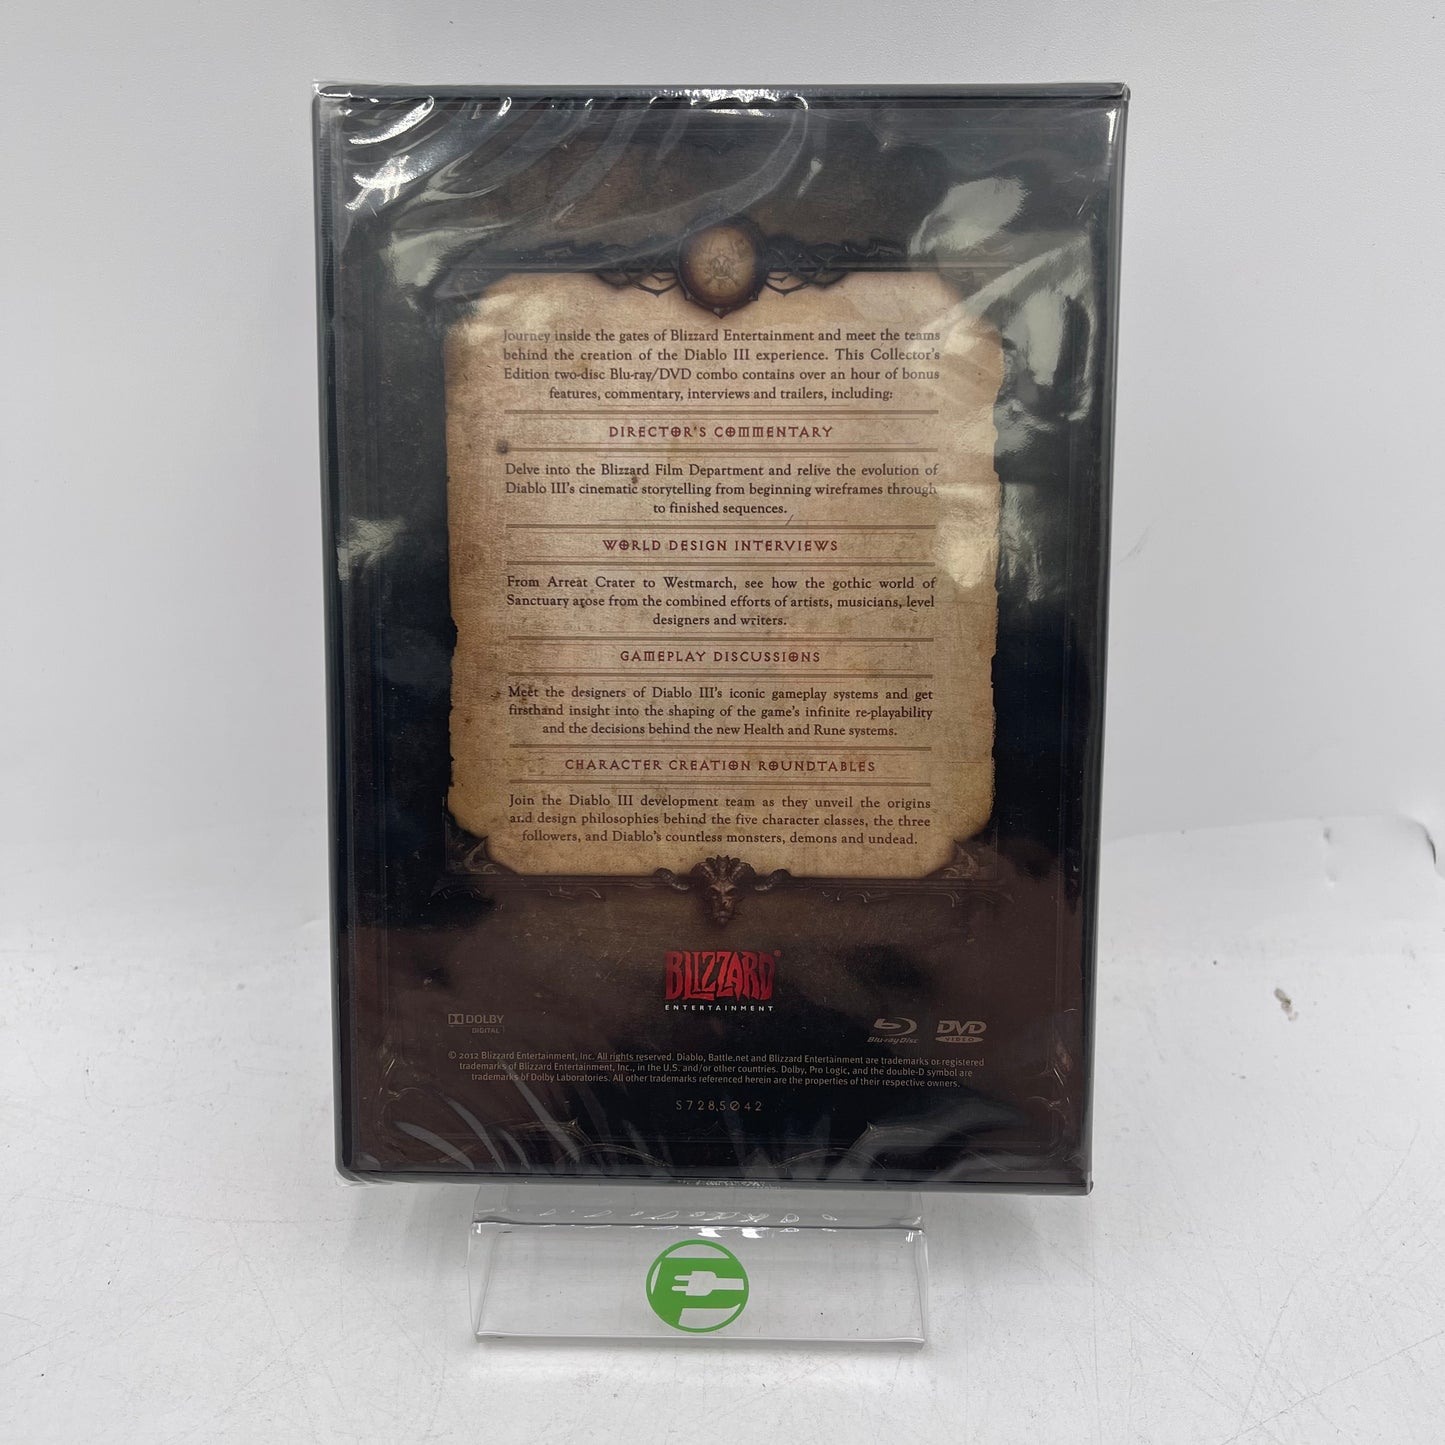 Journey inside the gates of Blizzard Entertainment and meet the teams
behind the creation of the Diablo III experience. This Collector's
Edition two-disc Blu-ray/DVD combo contains over an hour of bonus
features, commentary, interviews and trailers, including:
DIRECTOR'S COMMENTARY
Delve into the Blizzard Film Department and relive the evolution of
Diablo III's cinematic storytelling from beginning wireframes through
to finished sequences.
WORLD DESIGN INTERVIEWS
From Arreat Crater to Westmarch, see how the gothic world of
Sanctuary arose from the combined efforts of artists, musicians, level
designers and writers.
GAMEPLAY DISCUSSIONS
Meet the designers of Diablo III's iconic gameplay systems and get
firsthand insight into the shaping of the game's infinite re-playability
and the decisions behind the new Health and Rune systems.
CHARACTER CREATION ROUNDTABLES
Join the Diablo III development team as they unveil the origins
and design philosophies behind the five character classes, the three
followers, and Diablo's countless monsters, demons and undead.
BLIZZARD®
ENTERTAINMENT
DOLBY
DIGITAL
Blu-ray Disc
DVD
VIDEO
© 2012 Blizzard Entertainment, Inc. All rights reserved. Diablo, Battle.net and Blizzard Entertainment are trademarks or registered
trademarks of Blizzard Entertainment, Inc., in the U.S. and/or other countries. Dolby, Pro Logic, and the double-D symbol are
trademarks of Dolby Laboratories. All other trademarks referenced herein are the properties of their respective owners.
S7285042